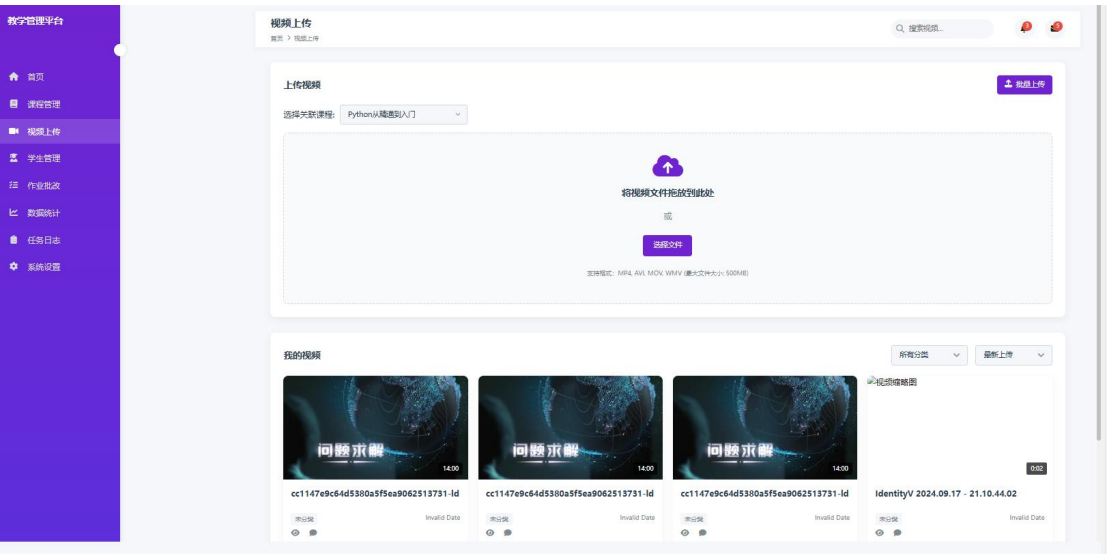 教学管理平台
首页
课程管理
视频上传
学生管理
作业批改
数据统计
任务日志
系统设置
视频上传
首页 > 视频上传
搜索视频...
3
5
上传视频
批量上传
选择关联课程: Python从精通到入门
将视频文件拖放到此处
或
选择文件
支持格式: MP4, AVI, MOV, WMV (最大文件大小: 500MB)
我的视频
所有分类
最新上传
问题求解
14:00
问题求解
14:00
问题求解
14:00
视频缩略图
0:02
cc1147e9c64d5380a5f5ea9062513731-ld
cc1147e9c64d5380a5f5ea9062513731-ld
cc1147e9c64d5380a5f5ea9062513731-ld
IdentityV 2024.09.17 - 21.10.44.02
未分类 Invalid Date
未分类 Invalid Date
未分类 Invalid Date
未分类 Invalid Date